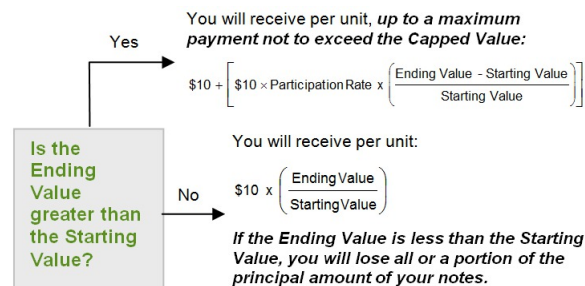 You will receive per unit, up to a maximum
payment not to exceed the Capped Value:
Yes
$10 + [$10 × Participation Rate x (Ending Value - Starting Value / Starting Value)]
Is the
Ending
Value
greater than
the Starting
Value?
No
You will receive per unit:
$10 x (Ending Value / Starting Value)
If the Ending Value is less than the Starting
Value, you will lose all or a portion of the
principal amount of your notes.